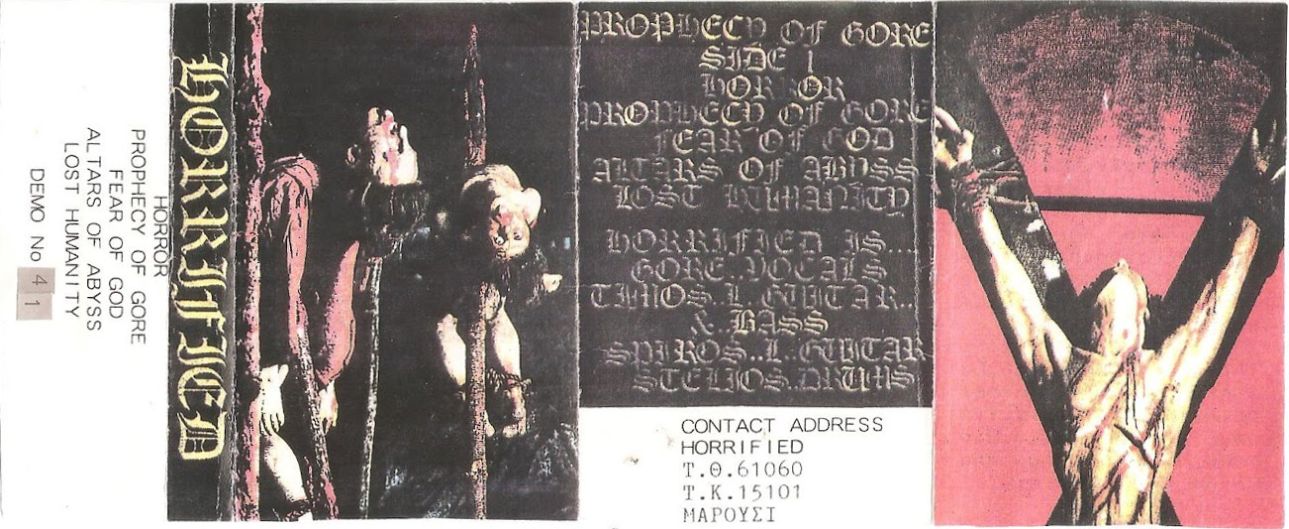 HORROR
PROPHECY OF GORE
FEAR OF GOD
ALTARS OF ABYSS
LOST HUMANITY
DEMO No 41
HORRIFIED
PROPHECY OF GORE
SIDE 1
HORROR
PROPHECY OF GORE
FEAR OF GOD
ALTARS OF ABYSS
LOST HUMANITY
HORRIFIED IS...
GORE..VOCALS
TIMOS..L..GUITAR..
&..BASS
SPIROS..L..GUITAR
STELIOS..DRUMS
CONTACT ADDRESS
HORRIFIED
Τ.Θ.61060
Τ.Κ.15101
ΜΑΡΟΥΣΙ